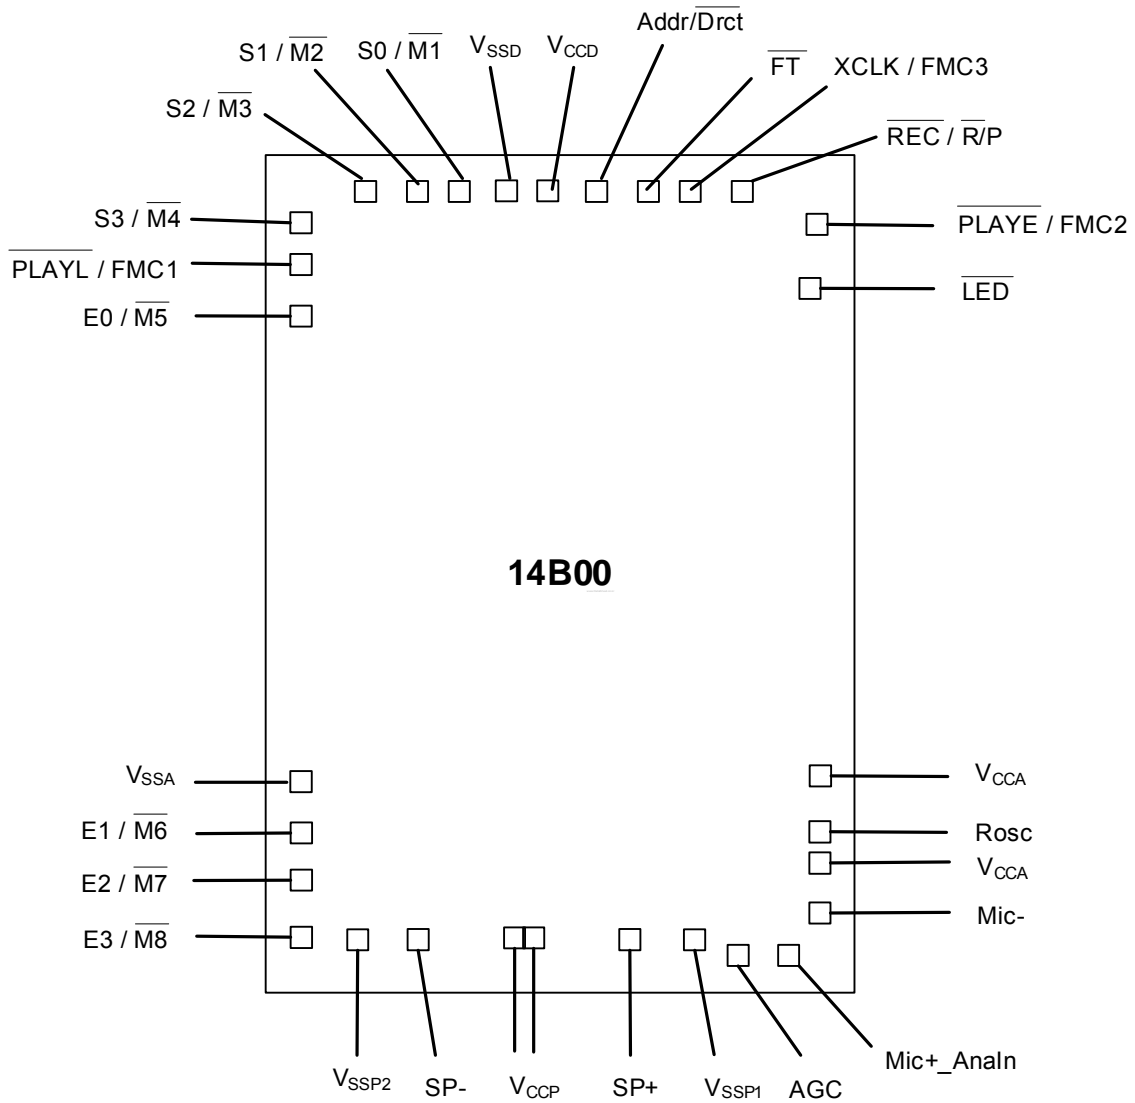 Addr/Drct
S1 / M2
S0 / M1
VSSD
VCCD
FT
XCLK / FMC3
S2 / M3
REC / R/P
S3 / M4
PLAYE / FMC2
PLAYL / FMC1
LED
E0 / M5
14B00
VSSA
VCCA
E1 / M6
Rosc
VCCA
E2 / M7
Mic-
E3 / M8
Mic+_AnaIn
VSSP2
SP-
VCCP
SP+
VSSP1
AGC